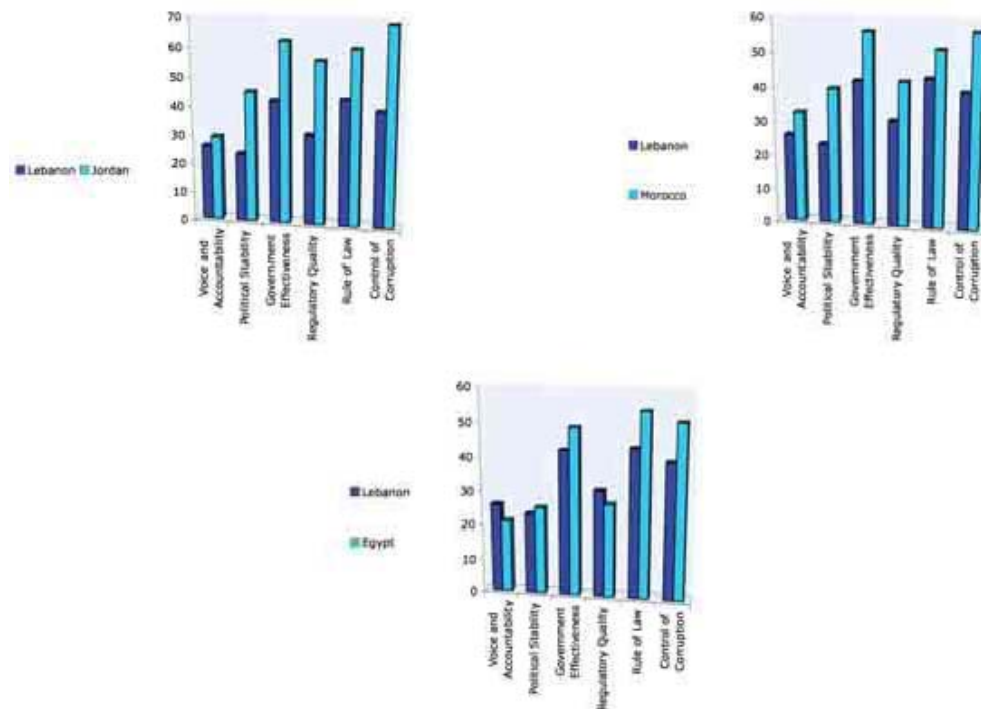 70
60
50
40
30
20
10
0
Lebanon Jordan
Voice and
Accountability
Political Stability
Government
Effectiveness
Regulatory Quality
Rule of Law
Control of
Corruption
60
50
40
30
20
10
0
Lebanon
Morocco
Voice and
Accountability
Political Stability
Government
Effectiveness
Regulatory Quality
Rule of Law
Control of
Corruption
60
50
40
30
20
10
0
Lebanon
Egypt
Voice and
Accountability
Political Stability
Government
Effectiveness
Regulatory Quality
Rule of Law
Control of
Corruption